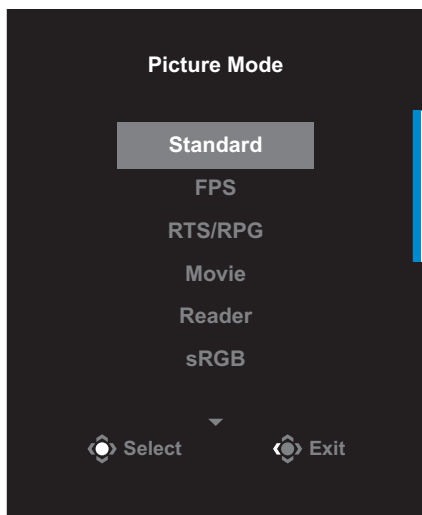 Picture Mode
Standard
FPS
RTS/RPG
Movie
Reader
sRGB
Select Exit